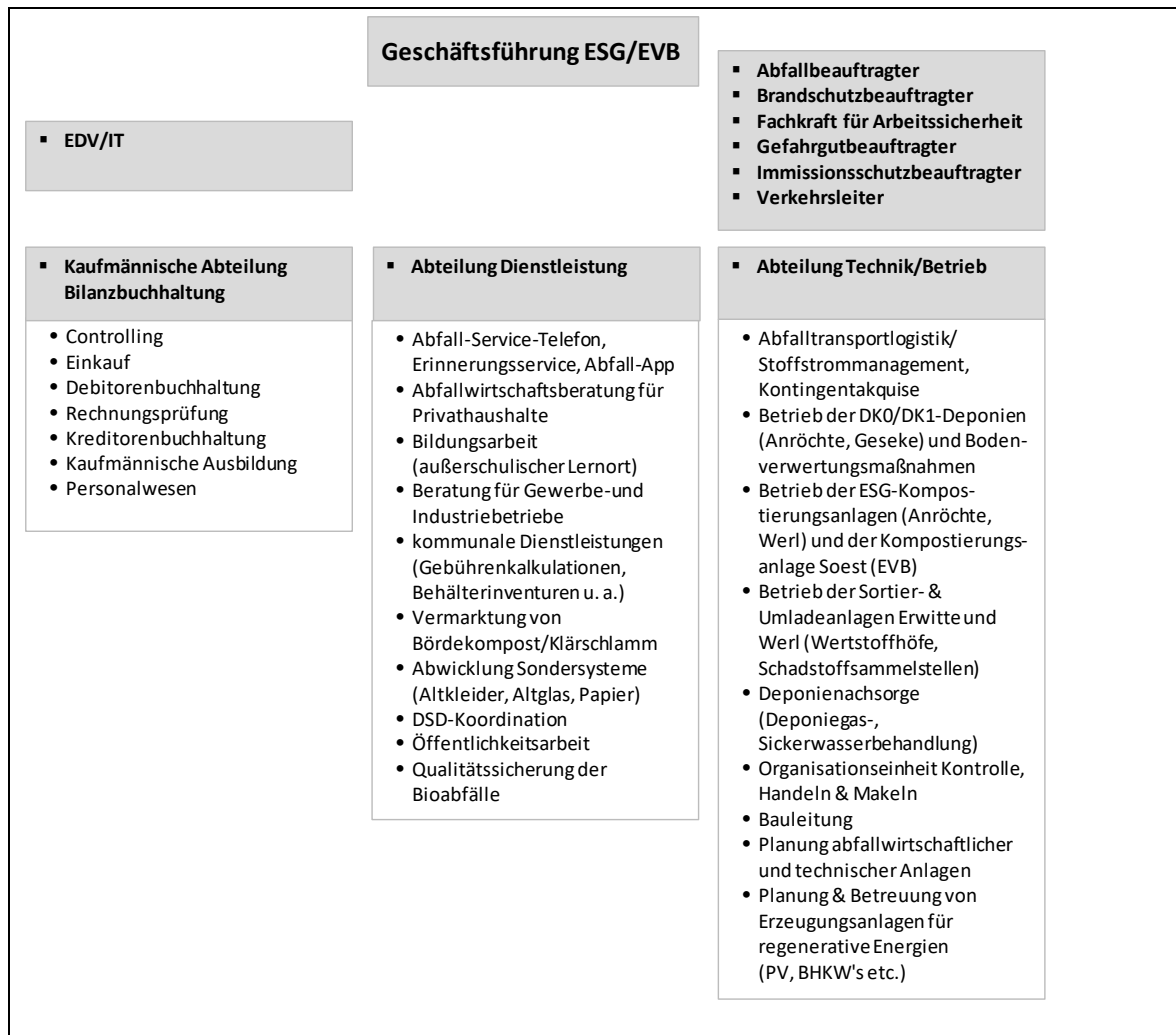 Geschäftsführung ESG/EVB
▪ Abfallbeauftragter
▪ Brandschutzbeauftragter
▪ Fachkraft für Arbeitssicherheit
▪ Gefahrgutbeauftragter
▪ Immissionsschutzbeauftragter
▪ Verkehrsleiter
▪ EDV/IT
▪ Kaufmännische Abteilung
Bilanzbuchhaltung
• Controlling
• Einkauf
• Debitorenbuchhaltung
• Rechnungsprüfung
• Kreditorenbuchhaltung
• Kaufmännische Ausbildung
• Personalwesen
▪ Abteilung Dienstleistung
• Abfall-Service-Telefon,
Erinnerungsservice, Abfall-App
• Abfallwirtschaftsberatung für
Privathaushalte
• Bildungsarbeit
(außerschulischer Lernort)
• Beratung für Gewerbe-und
Industriebetriebe
• kommunale Dienstleistungen
(Gebührenkalkulationen,
Behälterinventuren u. a.)
• Vermarktung von
Bördekompost/Klärschlamm
• Abwicklung Sondersysteme
(Altkleider, Altglas, Papier)
• DSD-Koordination
• Öffentlichkeitsarbeit
• Qualitätssicherung der
Bioabfälle
▪ Abteilung Technik/Betrieb
• Abfalltransportlogistik/
Stoffstrommanagement,
Kontingentakquise
• Betrieb der DK0/DK1-Deponien
(Anröchte, Geseke) und Boden-
verwertungsmaßnahmen
• Betrieb der ESG-Kompos-
tierungsanlagen (Anröchte,
Werl) und der Kompostierungs-
anlage Soest (EVB)
• Betrieb der Sortier- &
Umladeanlagen Erwitte und
Werl (Wertstoffhöfe,
Schadstoffsammelstellen)
• Deponienachsorge
(Deponiegas-,
Sickerwasserbehandlung)
• Organisationseinheit Kontrolle,
Handeln & Makeln
• Bauleitung
• Planung abfallwirtschaftlicher
und technischer Anlagen
• Planung & Betreuung von
Erzeugungsanlagen für
regenerative Energien
(PV, BHKW's etc.)